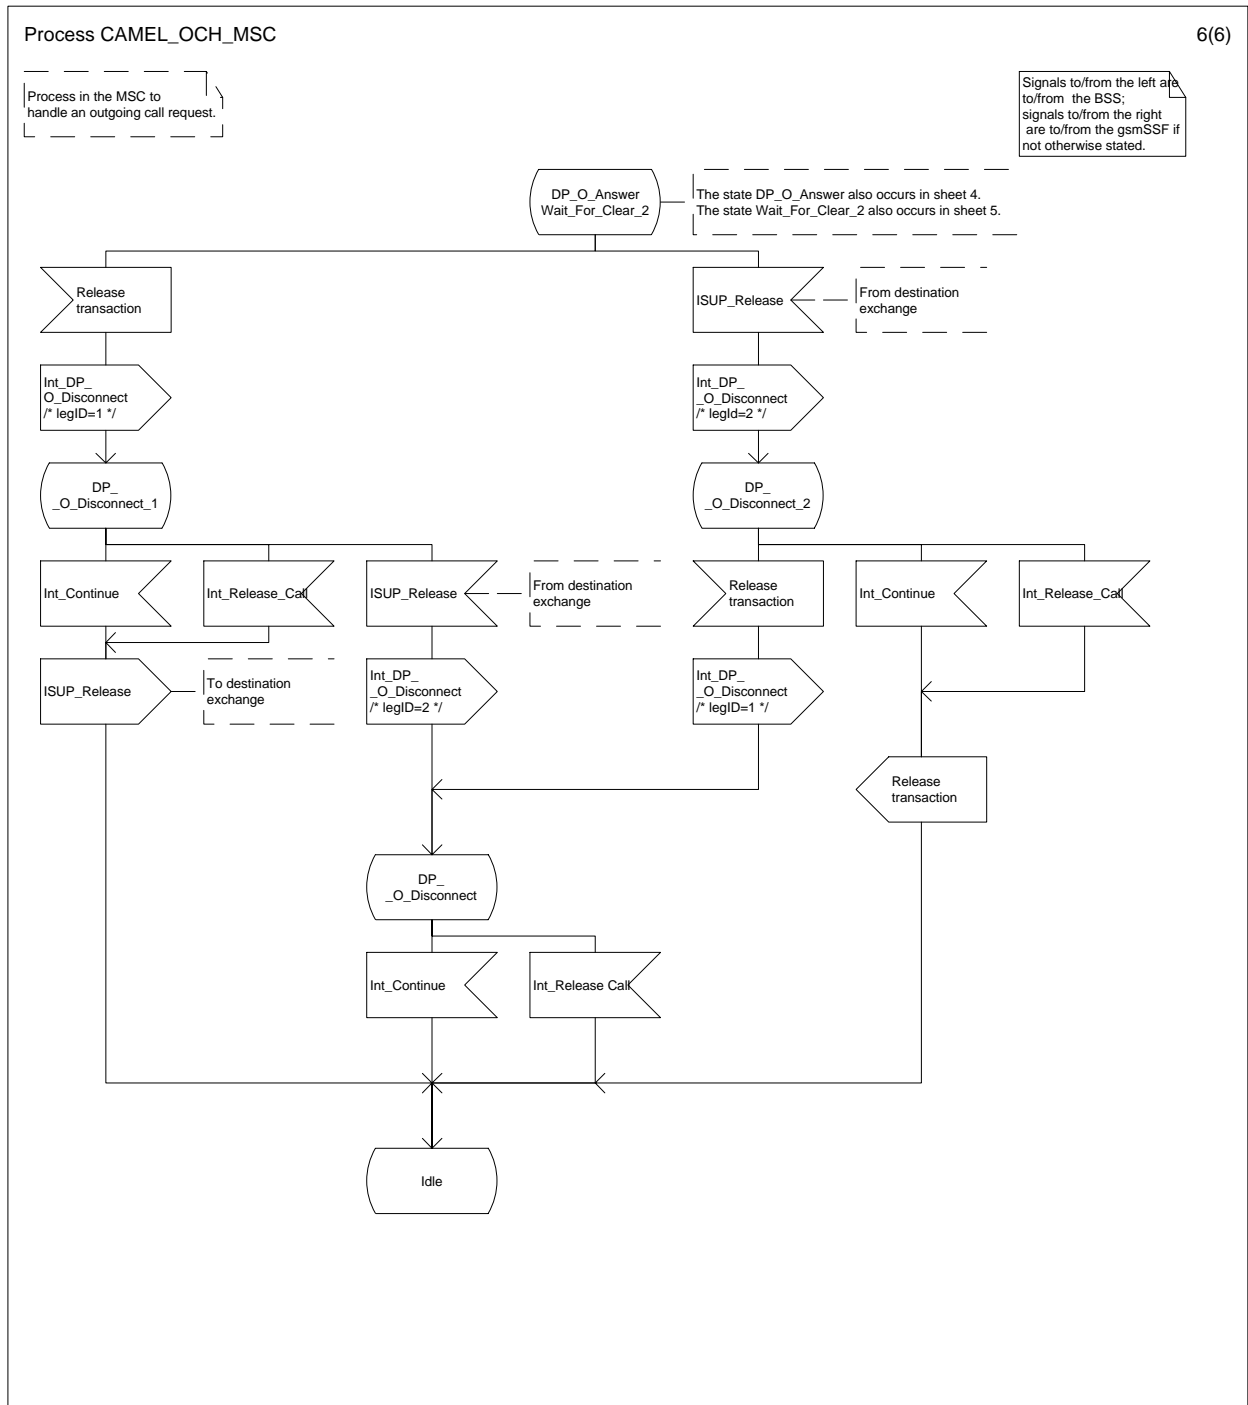 Process CAMEL_OCH_MSC
6(6)
Process in the MSC to
handle an outgoing call request.
Signals to/from the left are
to/from  the BSS;
signals to/from the right
are to/from the gsmSSF if
not otherwise stated.
DP_O_Answer
Wait_For_Clear_2
The state DP_O_Answer also occurs in sheet 4.
The state Wait_For_Clear_2 also occurs in sheet 5.
Release
transaction
ISUP_Release
From destination
exchange
Int_DP_
O_Disconnect
/* legID=1 */
Int_DP_
_O_Disconnect
/* legId=2 */
DP_
_O_Disconnect_1
DP_
_O_Disconnect_2
Int_Continue
Int_Release_Call
ISUP_Release
From destination
exchange
Release
transaction
Int_Continue
Int_Release_Call
ISUP_Release
To destination
exchange
Int_DP_
_O_Disconnect
/* legID=2 */
Int_DP_
_O_Disconnect
/* legID=1 */
Release
transaction
DP_
_O_Disconnect
Int_Continue
Int_Release Call
Idle